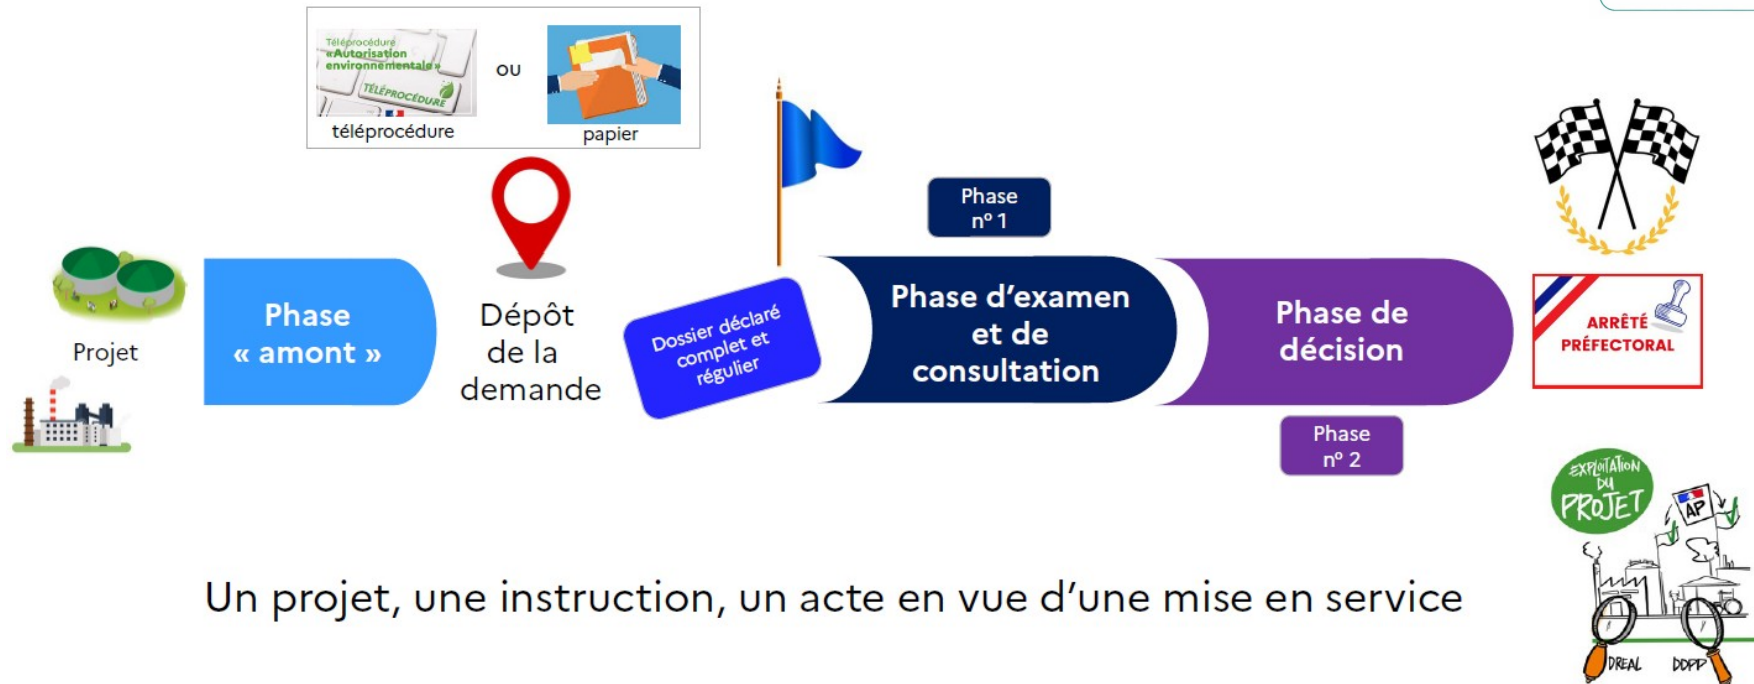 Téléprocédure
«Autorisation
environnementale»
TÉLÉPROCÉDURE
téléprocédure
OU
papier
Projet
Phase
« amont »
Dépôt
de la
demande
Dossier déclaré
complet et
régulier
Phase
n° 1
Phase d’examen
et de
consultation
Phase de
décision
Phase
n° 2
ARRÊTÉ
PRÉFECTORAL
EXPLOITATION
DU
PROJET
AP
DREAL
DDPP
Un projet, une instruction, un acte en vue d’une mise en service